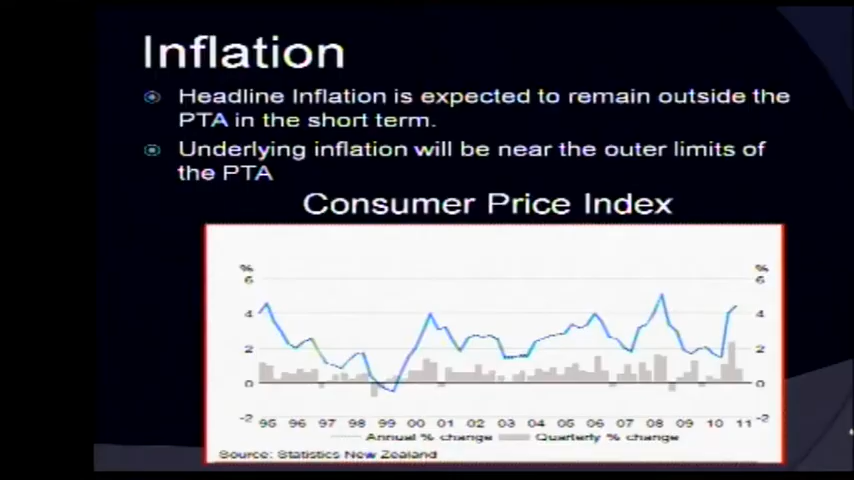 Inflation
Headline Inflation is expected to remain outside the
PTA in the short term.
Underlying inflation will be near the outer limits of
the PTA
Consumer Price Index
% %
6 6
4 4
2 2
0 0
-2 -2
95 96 97 98 99 00 01 02 03 04 05 06 07 08 09 10 11
Annual % change Quarterly % change
Source: Statistics New Zealand